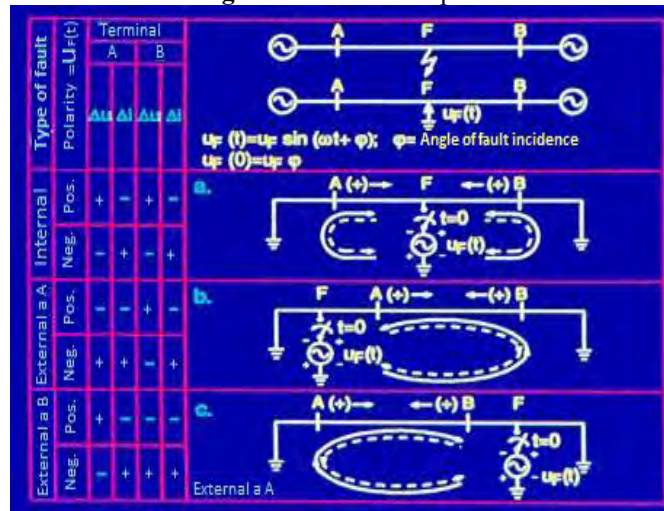 Type of fault
Polarity =UF(t)
Terminal
A B
Δu Δi Δu Δi
A F B
A F B
uF(t)
uF (t)=uF sin (ωt+ φ); φ= Angle of fault incidence
uF (0)=uF φ
Internal
Pos. + - + -
Neg. - + - +
a.
A (+)→ F ←(+) B
t=0
+ +
- uF(t)
External a A
Pos. - - + -
Neg. + + - +
b.
F A (+)→ ←(+) B
t=0
- +
+ uF(t)
External a B
Pos. + - - -
Neg. - + + +
c.
A (+)→ ←(+) B F
t=0
- +
+ - uF(t)
External a A